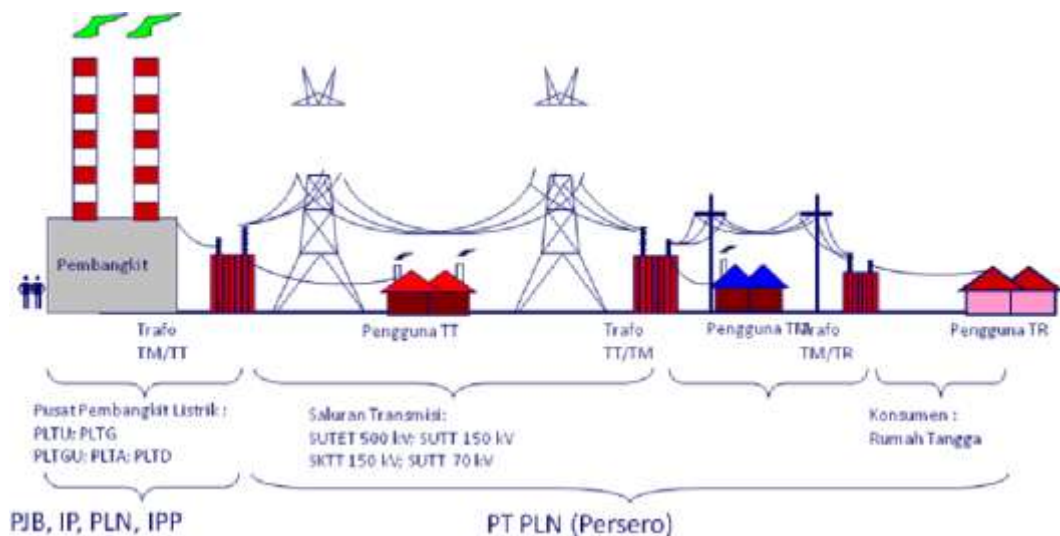 Pembangkit
Trafo
TM/TT
Pengguna TT
Trafo
TT/TM
Pengguna TM
Trafo
TM/TR
Pengguna TR
Pusat Pembangkit Listrik :
PLTU; PLTG
PLTGU; PLTA; PLTD
Saluran Transmisi:
SUTET 500 kV; SUTT 150 kV
SKTT 150 kV; SUTT 70 kV
Konsumen :
Rumah Tangga
PJB, IP, PLN, IPP
PT PLN (Persero)